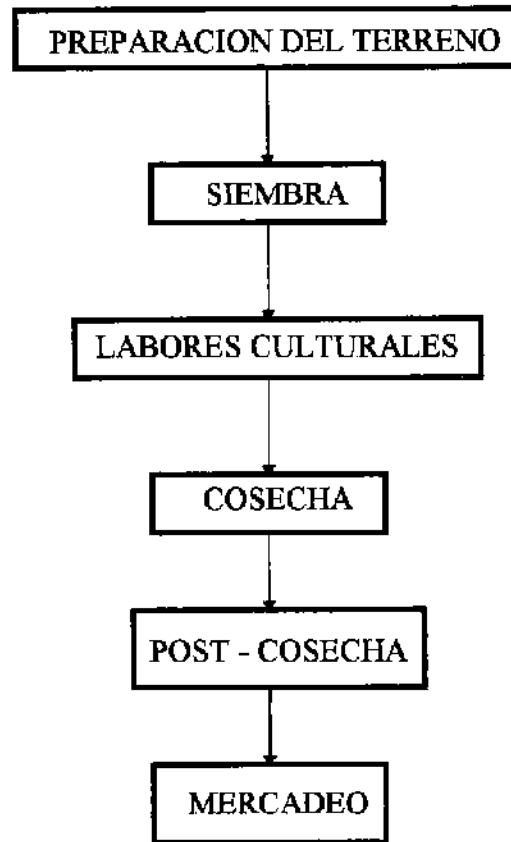 PREPARACION DEL TERRENO
SIEMBRA
LABORES CULTURALES
COSECHA
POST - COSECHA
MERCADEO